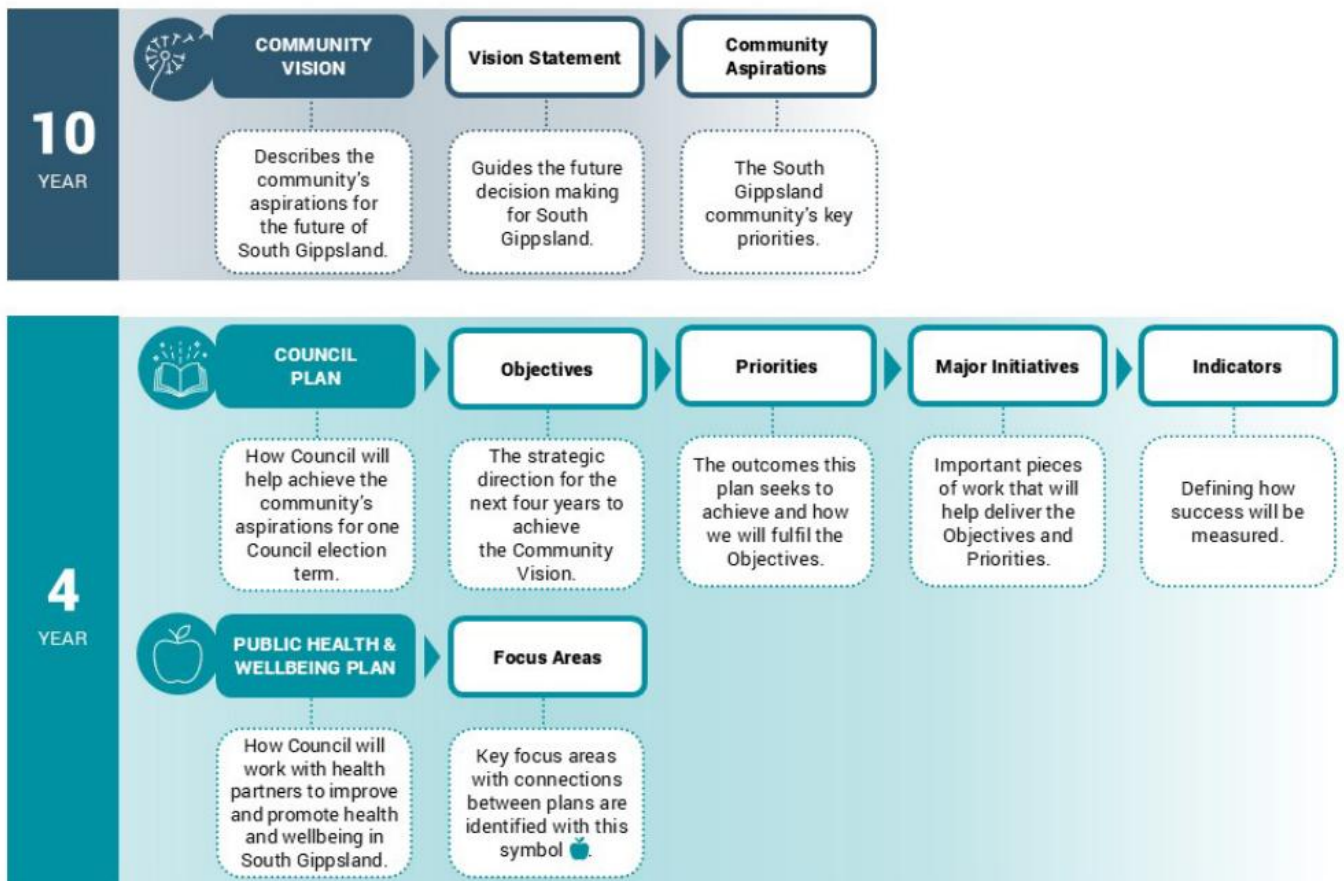 10
YEAR
COMMUNITY
VISION
Describes the
community's
aspirations for
the future of
South Gippsland.
Vision Statement
Guides the future
decision making
for South
Gippsland.
Community
Aspirations
The South
Gippsland
community's key
priorities.
4
YEAR
COUNCIL
PLAN
How Council will
help achieve the
community's
aspirations for one
Council election
term.
Objectives
The strategic
direction for the
next four years to
achieve
the Community
Vision.
Priorities
The outcomes this
plan seeks to
achieve and how
we will fulfil the
Objectives.
Major Initiatives
Important pieces
of work that will
help deliver the
Objectives and
Priorities.
Indicators
Defining how
success will be
measured.
PUBLIC HEALTH &
WELLBEING PLAN
How Council will
work with health
partners to improve
and promote health
and wellbeing in
South Gippsland.
Focus Areas
Key focus areas
with connections
between plans are
identified with this
symbol .